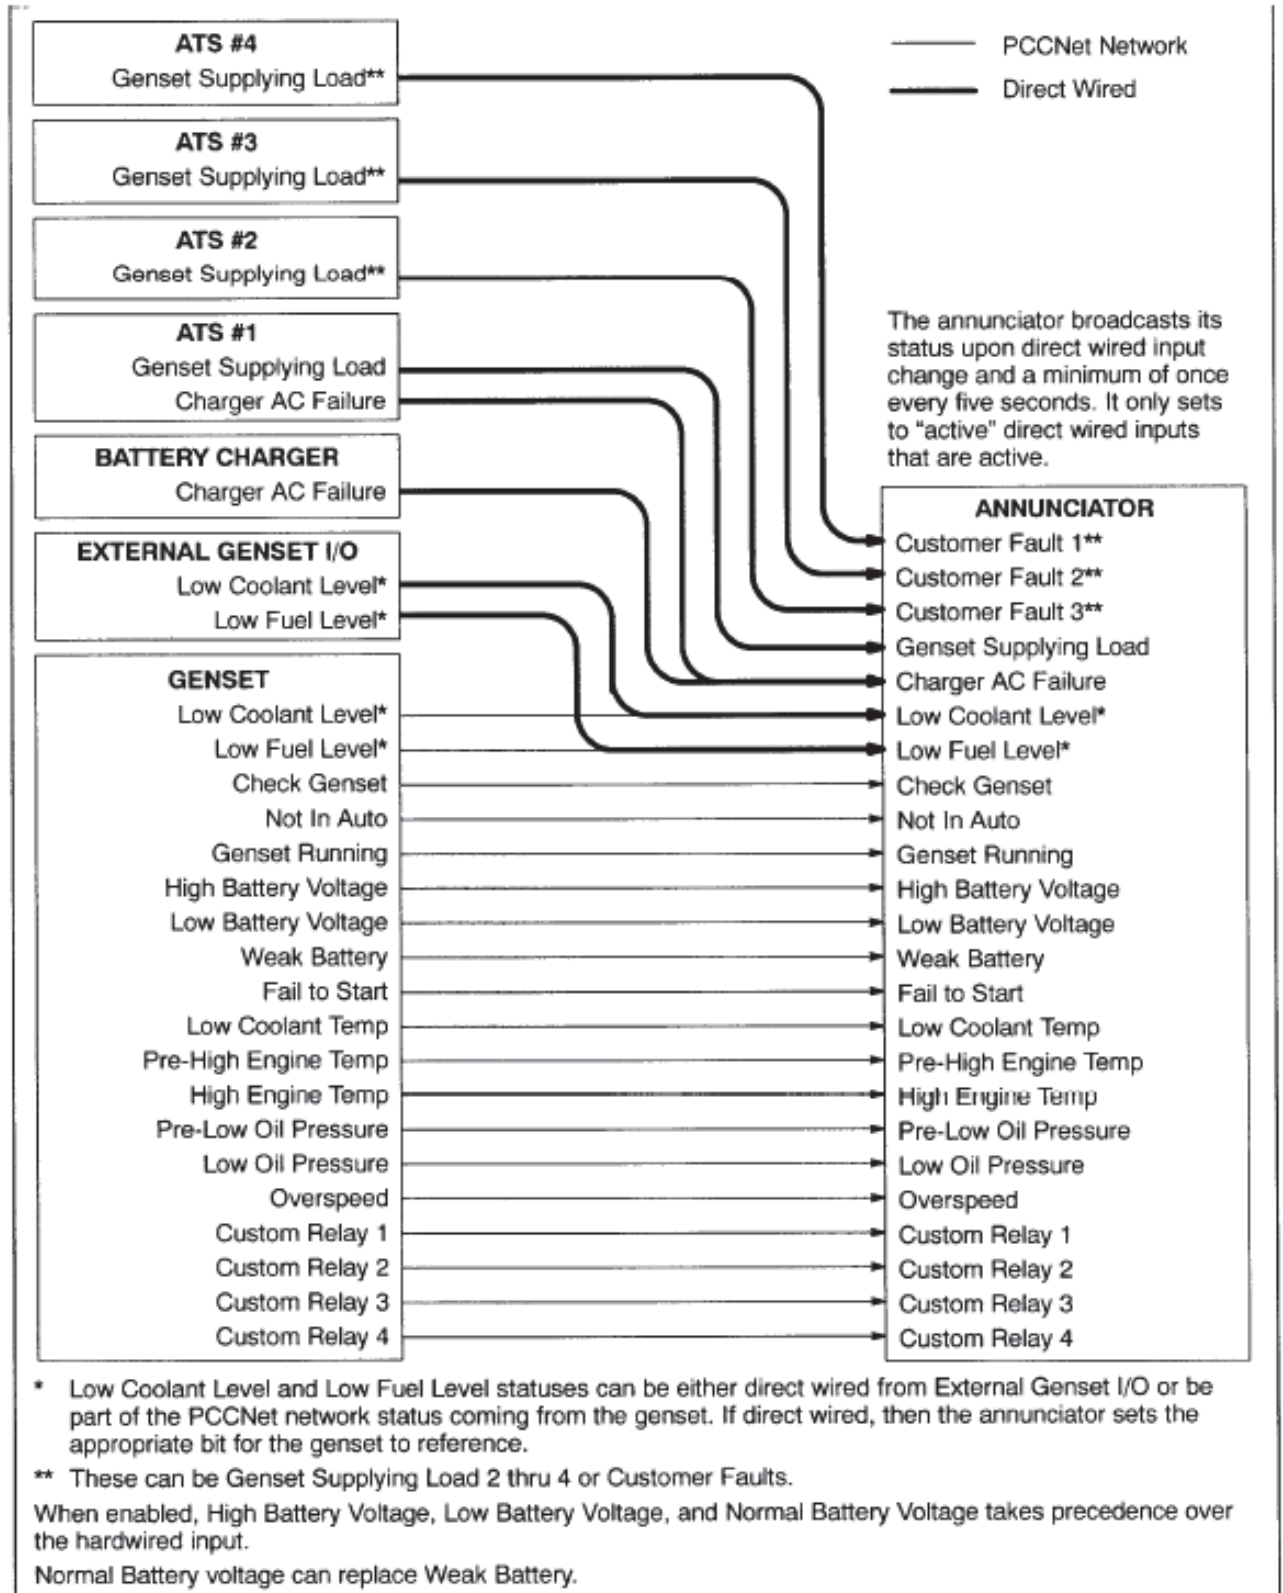 ATS #4
Genset Supplying Load**
PCCNet Network
Direct Wired
ATS #3
Genset Supplying Load**
ATS #2
Genset Supplying Load**
ATS #1
Genset Supplying Load
Charger AC Failure
The annunciator broadcasts its
status upon direct wired input
change and a minimum of once
every five seconds. It only sets
to “active” direct wired inputs
that are active.
BATTERY CHARGER
Charger AC Failure
EXTERNAL GENSET I/O
Low Coolant Level*
Low Fuel Level*
GENSET
Low Coolant Level*
Low Fuel Level*
Check Genset
Not In Auto
Genset Running
High Battery Voltage
Low Battery Voltage
Weak Battery
Fail to Start
Low Coolant Temp
Pre-High Engine Temp
High Engine Temp
Pre-Low Oil Pressure
Low Oil Pressure
Overspeed
Custom Relay 1
Custom Relay 2
Custom Relay 3
Custom Relay 4
ANNUNCIATOR
Customer Fault 1**
Customer Fault 2**
Customer Fault 3**
Genset Supplying Load
Charger AC Failure
Low Coolant Level*
Low Fuel Level*
Check Genset
Not In Auto
Genset Running
High Battery Voltage
Low Battery Voltage
Weak Battery
Fail to Start
Low Coolant Temp
Pre-High Engine Temp
High Engine Temp
Pre-Low Oil Pressure
Low Oil Pressure
Overspeed
Custom Relay 1
Custom Relay 2
Custom Relay 3
Custom Relay 4
* Low Coolant Level and Low Fuel Level statuses can be either direct wired from External Genset I/O or be
part of the PCCNet network status coming from the genset. If direct wired, then the annunciator sets the
appropriate bit for the genset to reference.
** These can be Genset Supplying Load 2 thru 4 or Customer Faults.
When enabled, High Battery Voltage, Low Battery Voltage, and Normal Battery Voltage takes precedence over
the hardwired input.
Normal Battery voltage can replace Weak Battery.